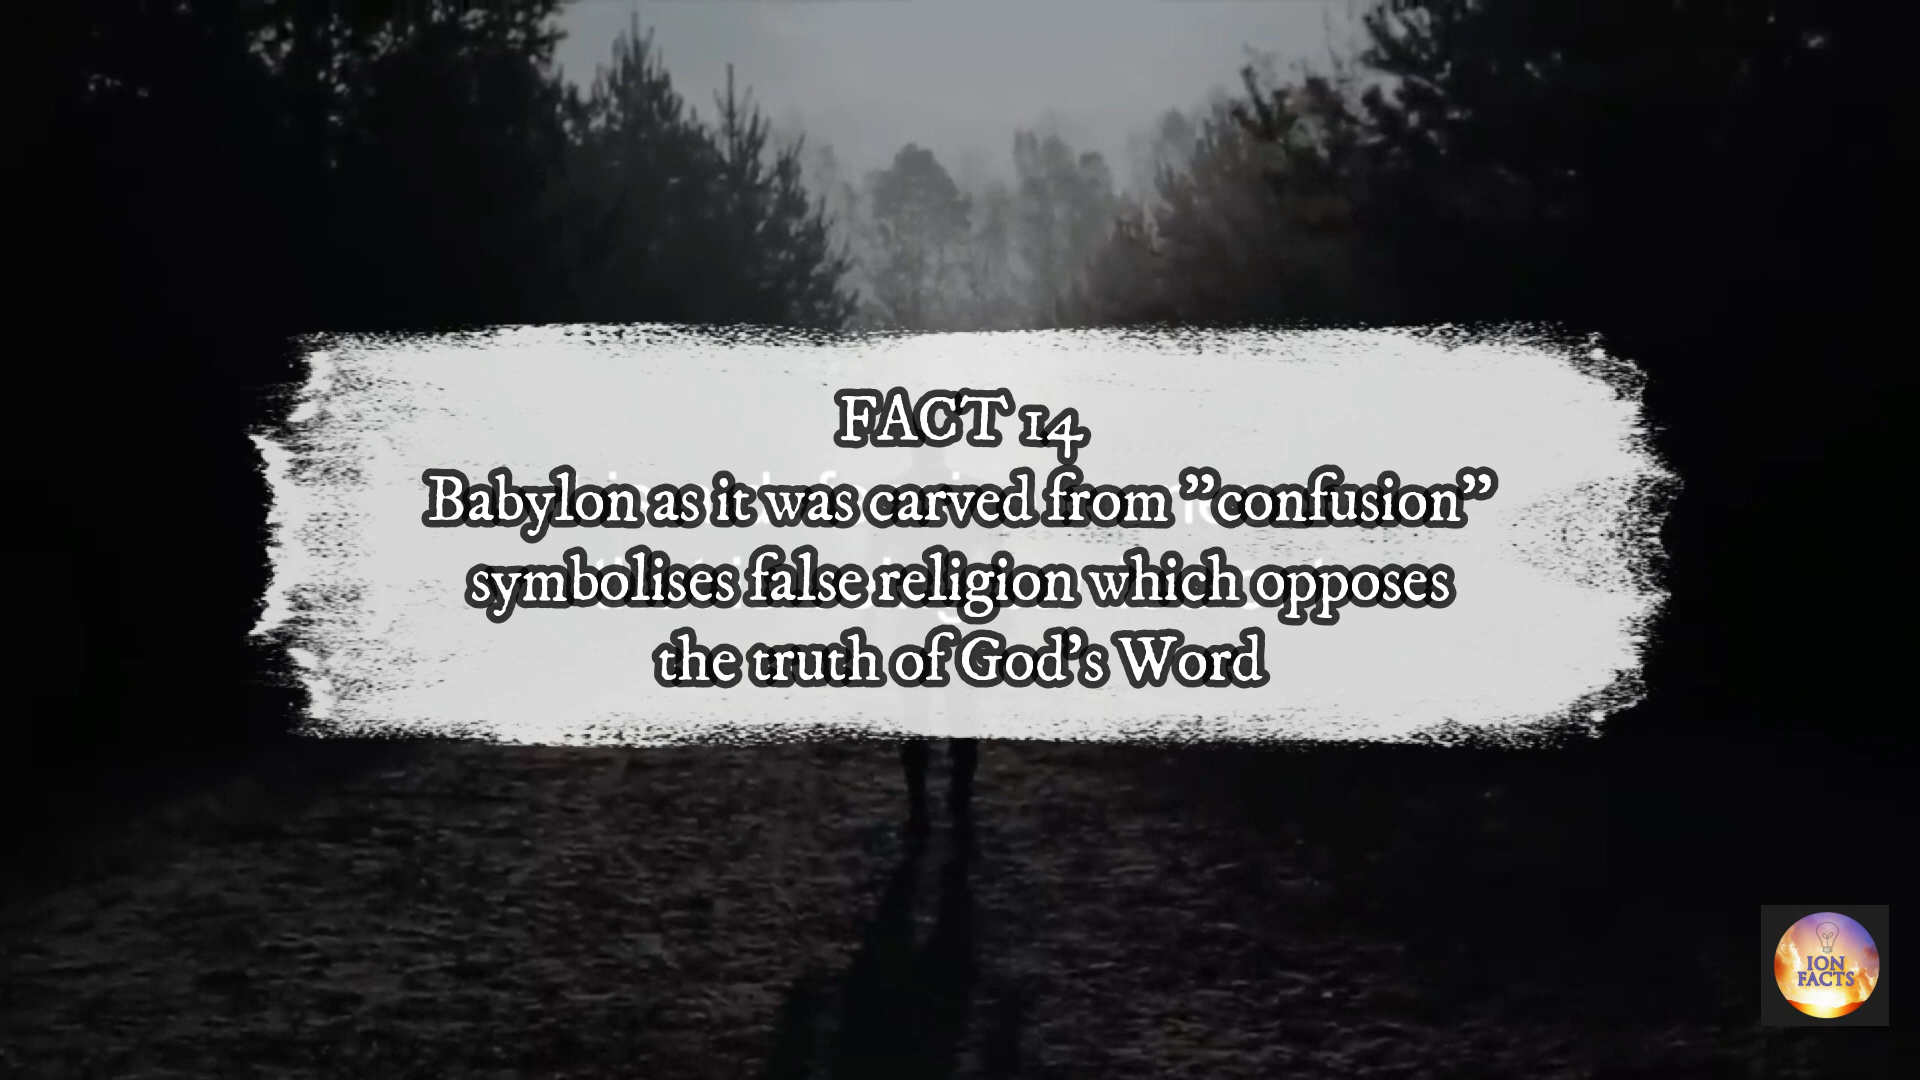 FACT 14
Babylon as it was carved from ”confusion”
symbolises false religion which opposes
the truth of God’s Word
ION
FACTS